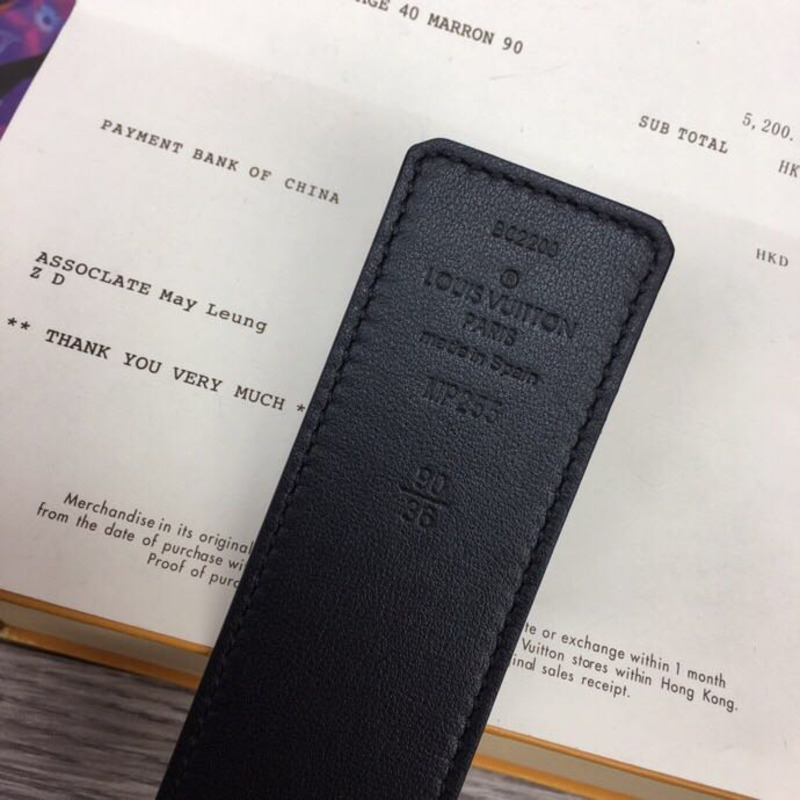 40 MARRON 90
SUB TOTAL 5,200.
HK
PAYMENT BANK OF CHINA
HKD
ASSOCLATE May Leung
Z D
** THANK YOU VERY MUCH *
Merchandise in its original
from the date of purchase wi
Proof of purc
te or exchange within 1 month
Vuitton stores within Hong Kong.
inal sales receipt.
LOUIS VUITTON
PARIS
made in Spain
90
36